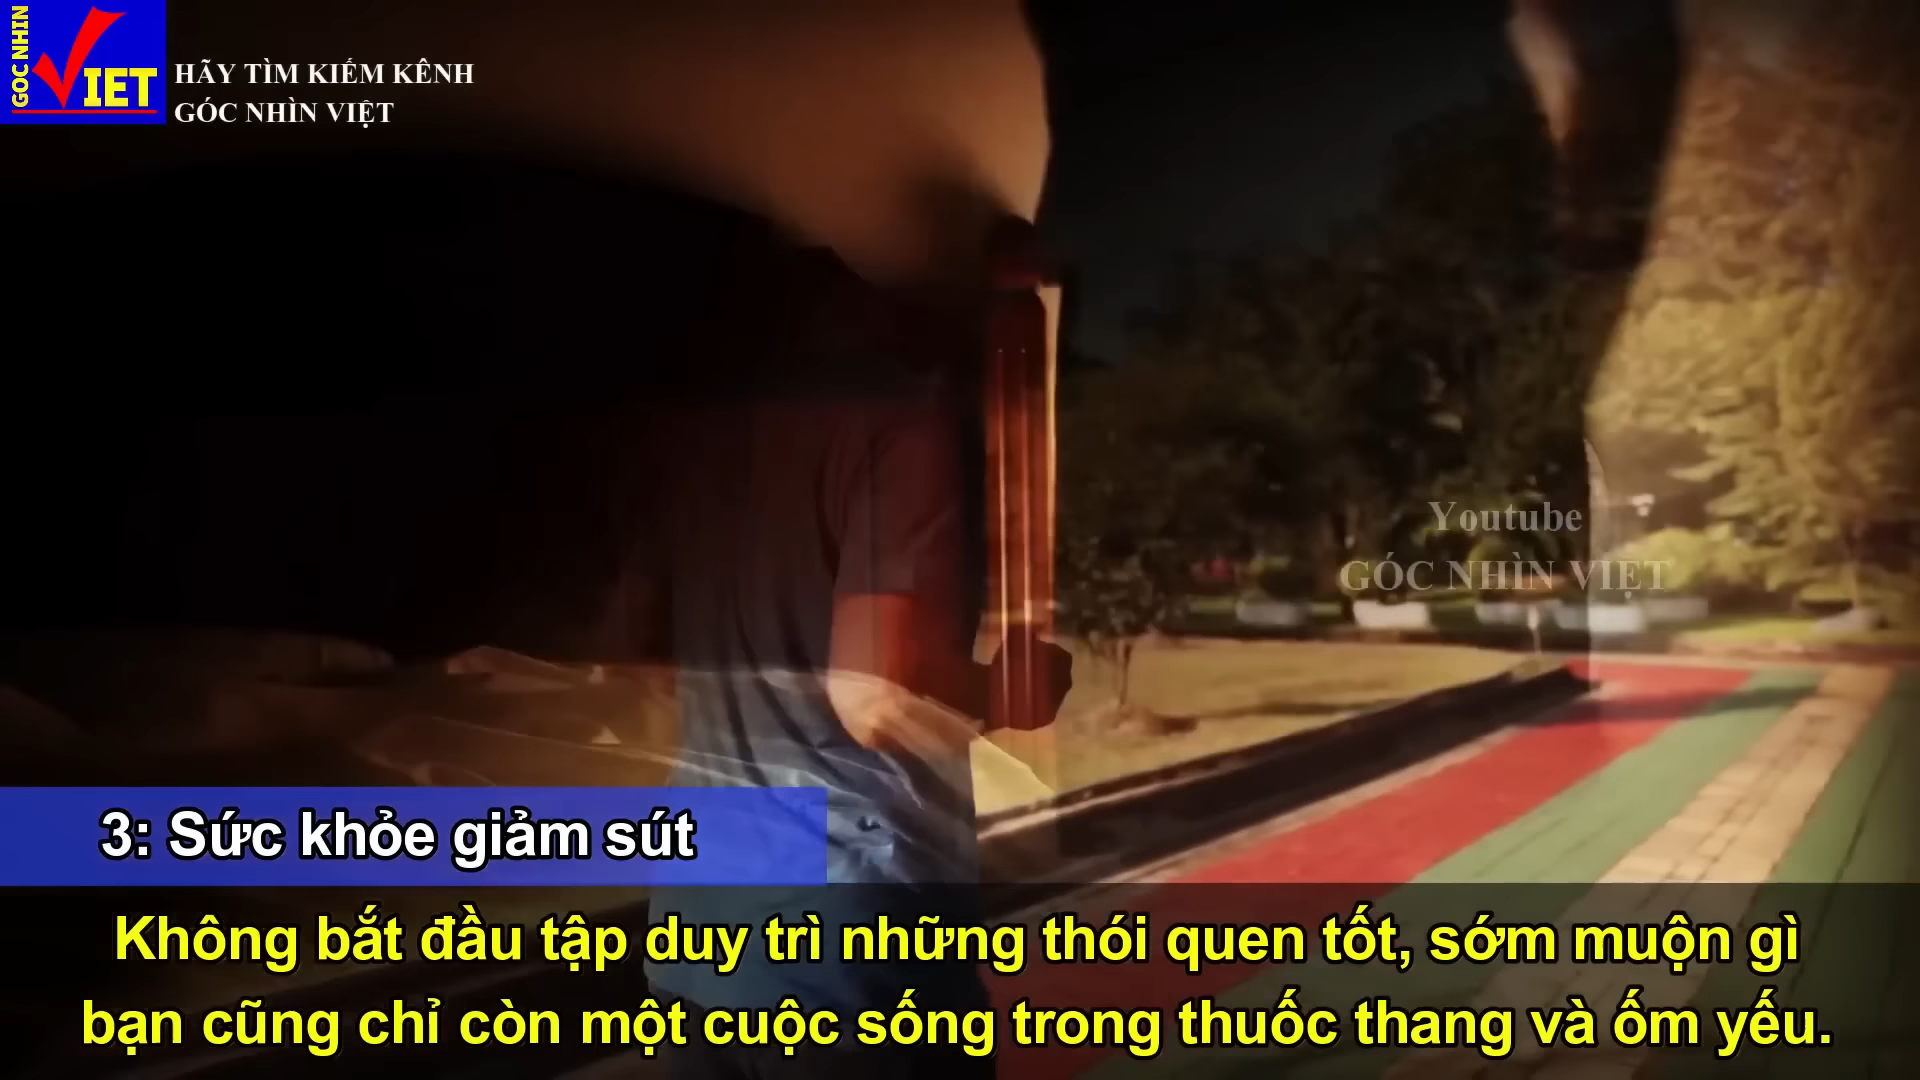 GOC NHIN
VIET
HÃY TÌM KIẾM KÊNH
GÓC NHÌN VIỆT
Youtube
GÓC NHÌN VIỆT
3: Sức khỏe giảm sút
Không bắt đầu tập duy trì những thói quen tốt, sớm muộn gì
bạn cũng chỉ còn một cuộc sống trong thuốc thang và ốm yếu.